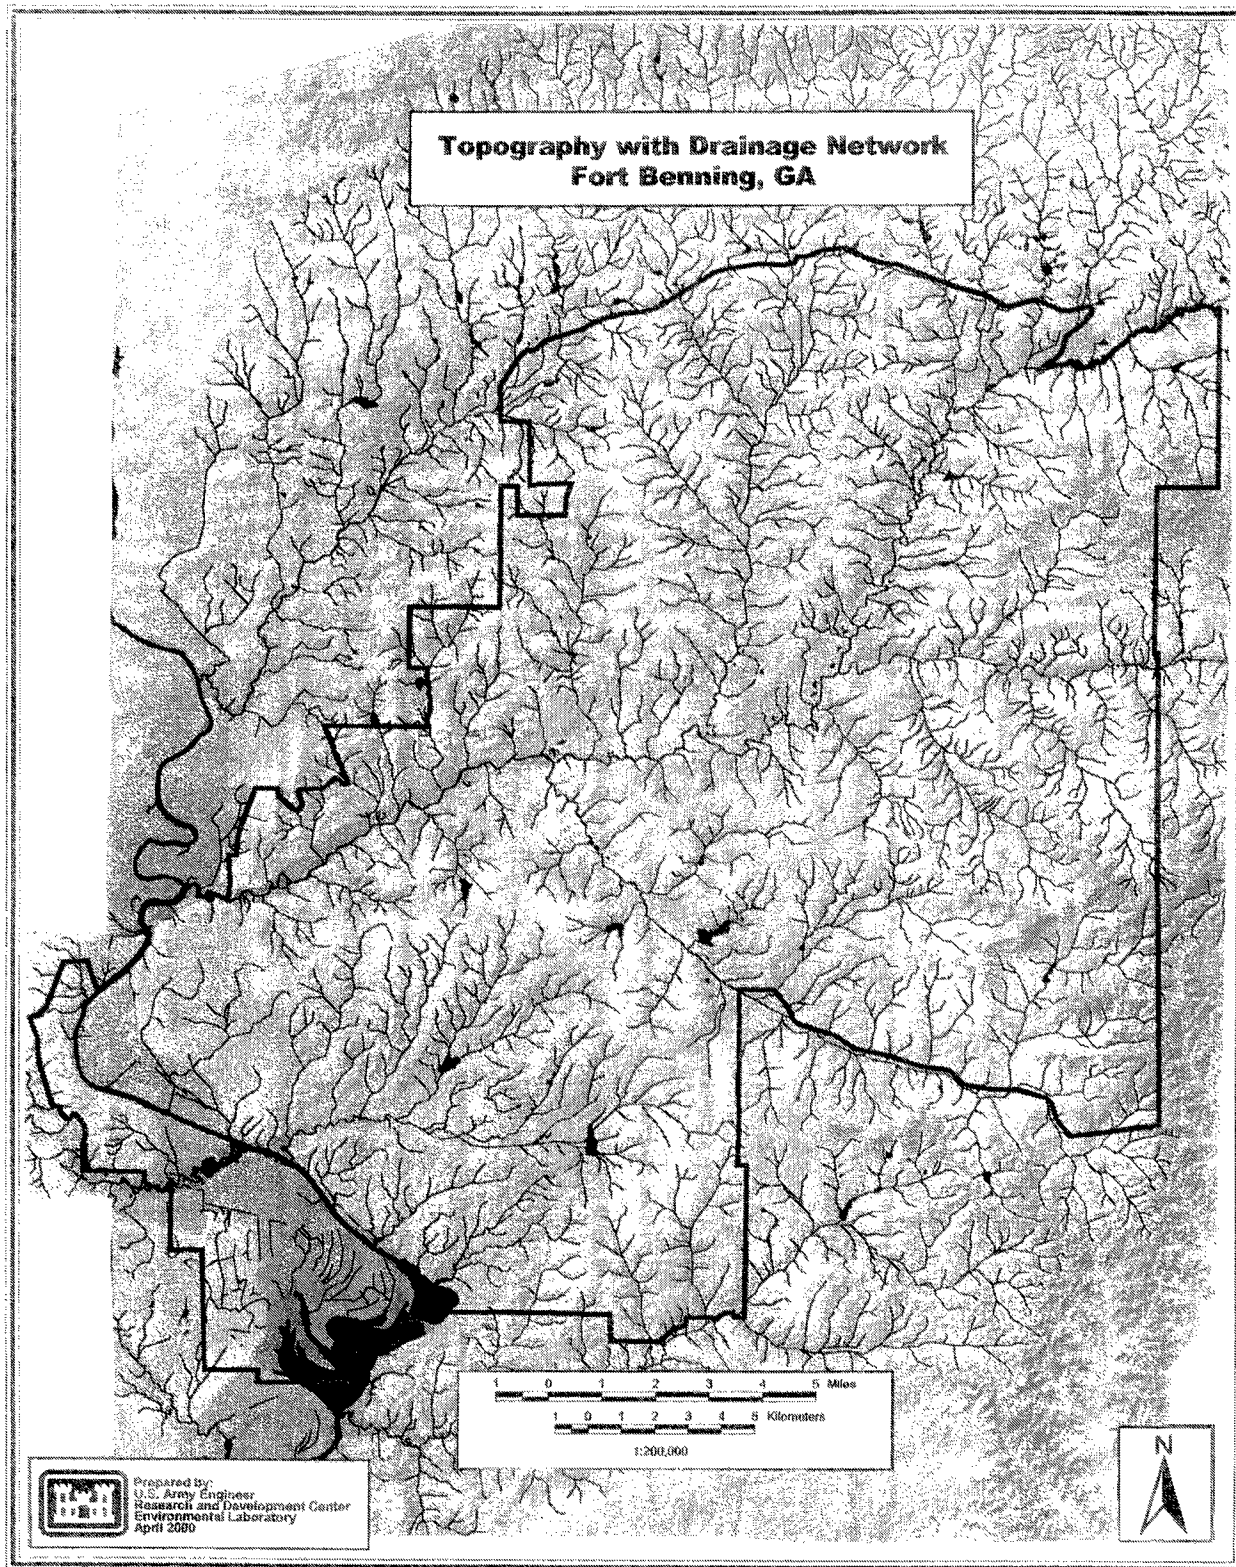 Topography with Drainage Network
Fort Benning, GA
1 0 1 2 3 4 5 Miles
1 0 1 2 3 4 5 Kilometers
1:200,000
Prepared by:
U.S. Army Engineer
Research and Development Center
Environmental Laboratory
April 2000
N